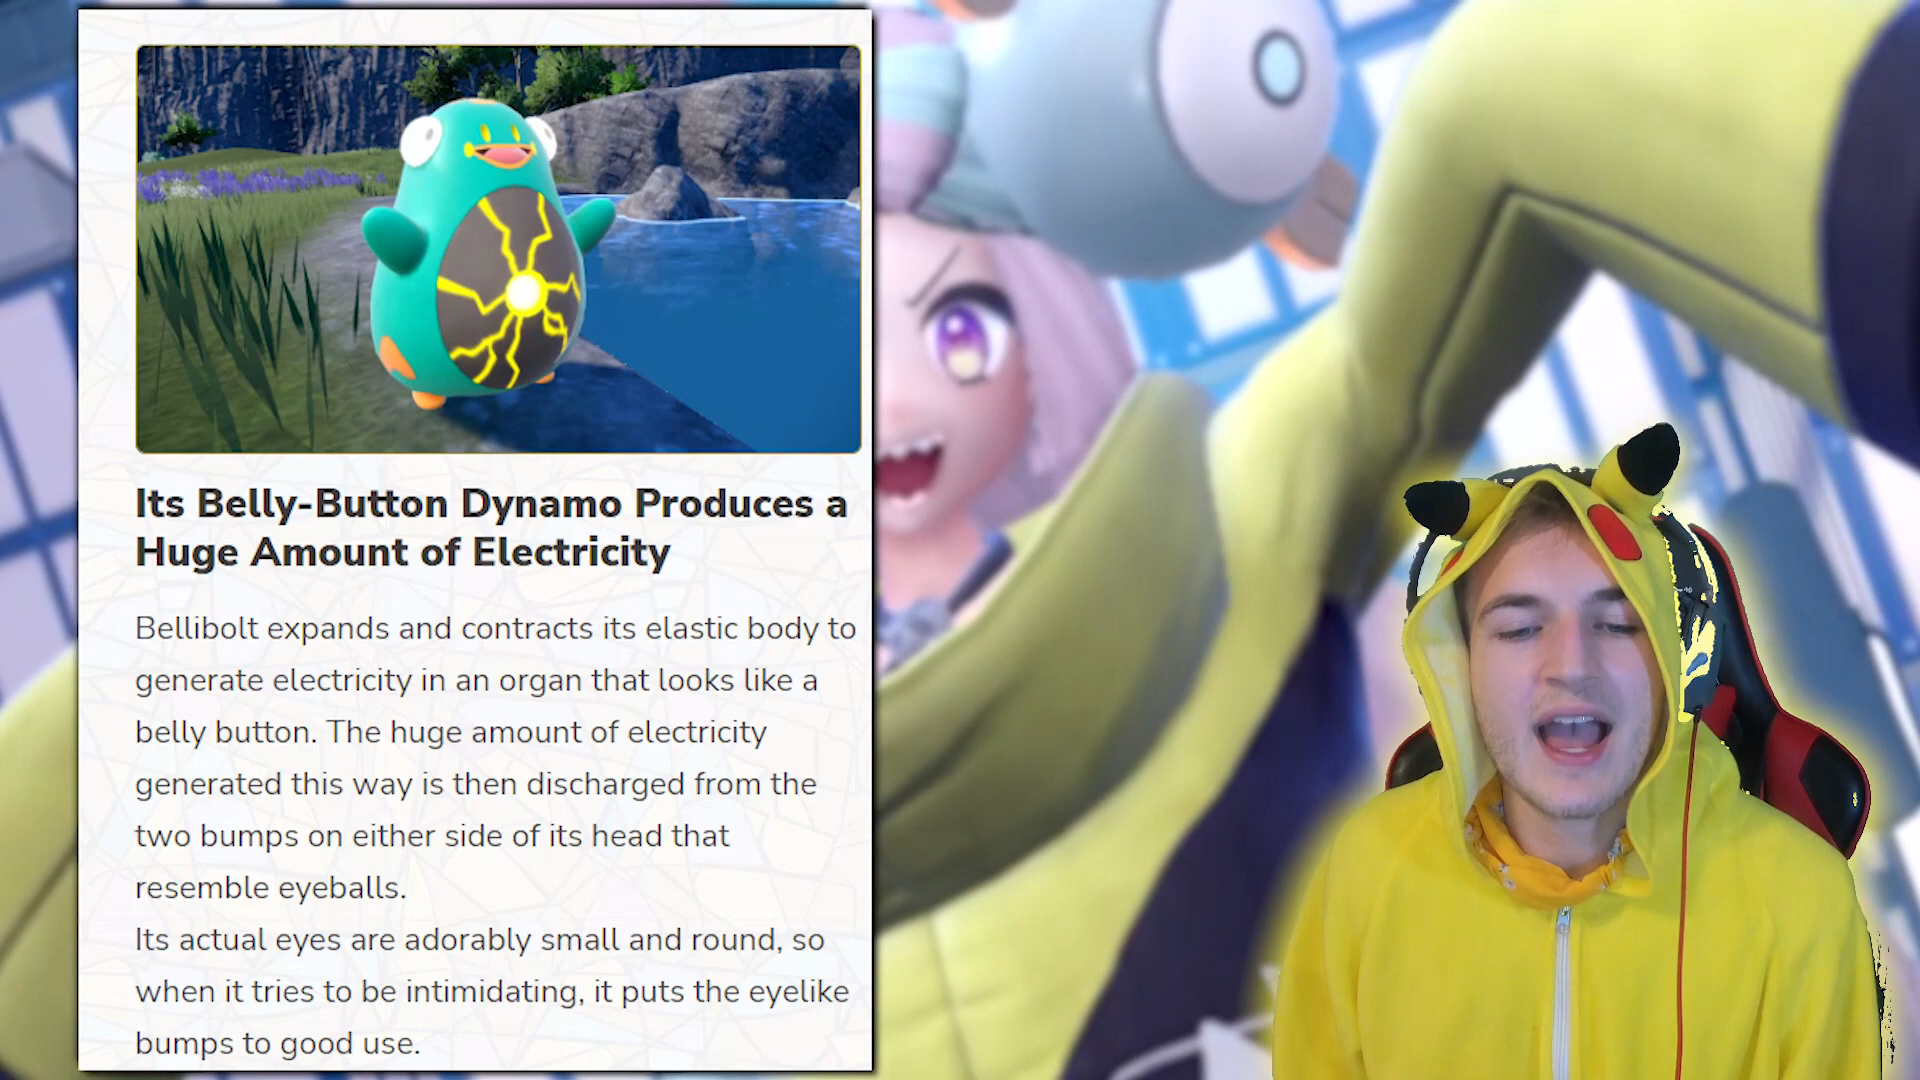 Its Belly-Button Dynamo Produces a
Huge Amount of Electricity
Bellibolt expands and contracts its elastic body to
generate electricity in an organ that looks like a
belly button. The huge amount of electricity
generated this way is then discharged from the
two bumps on either side of its head that
resemble eyeballs.
Its actual eyes are adorably small and round, so
when it tries to be intimidating, it puts the eyelike
bumps to good use.